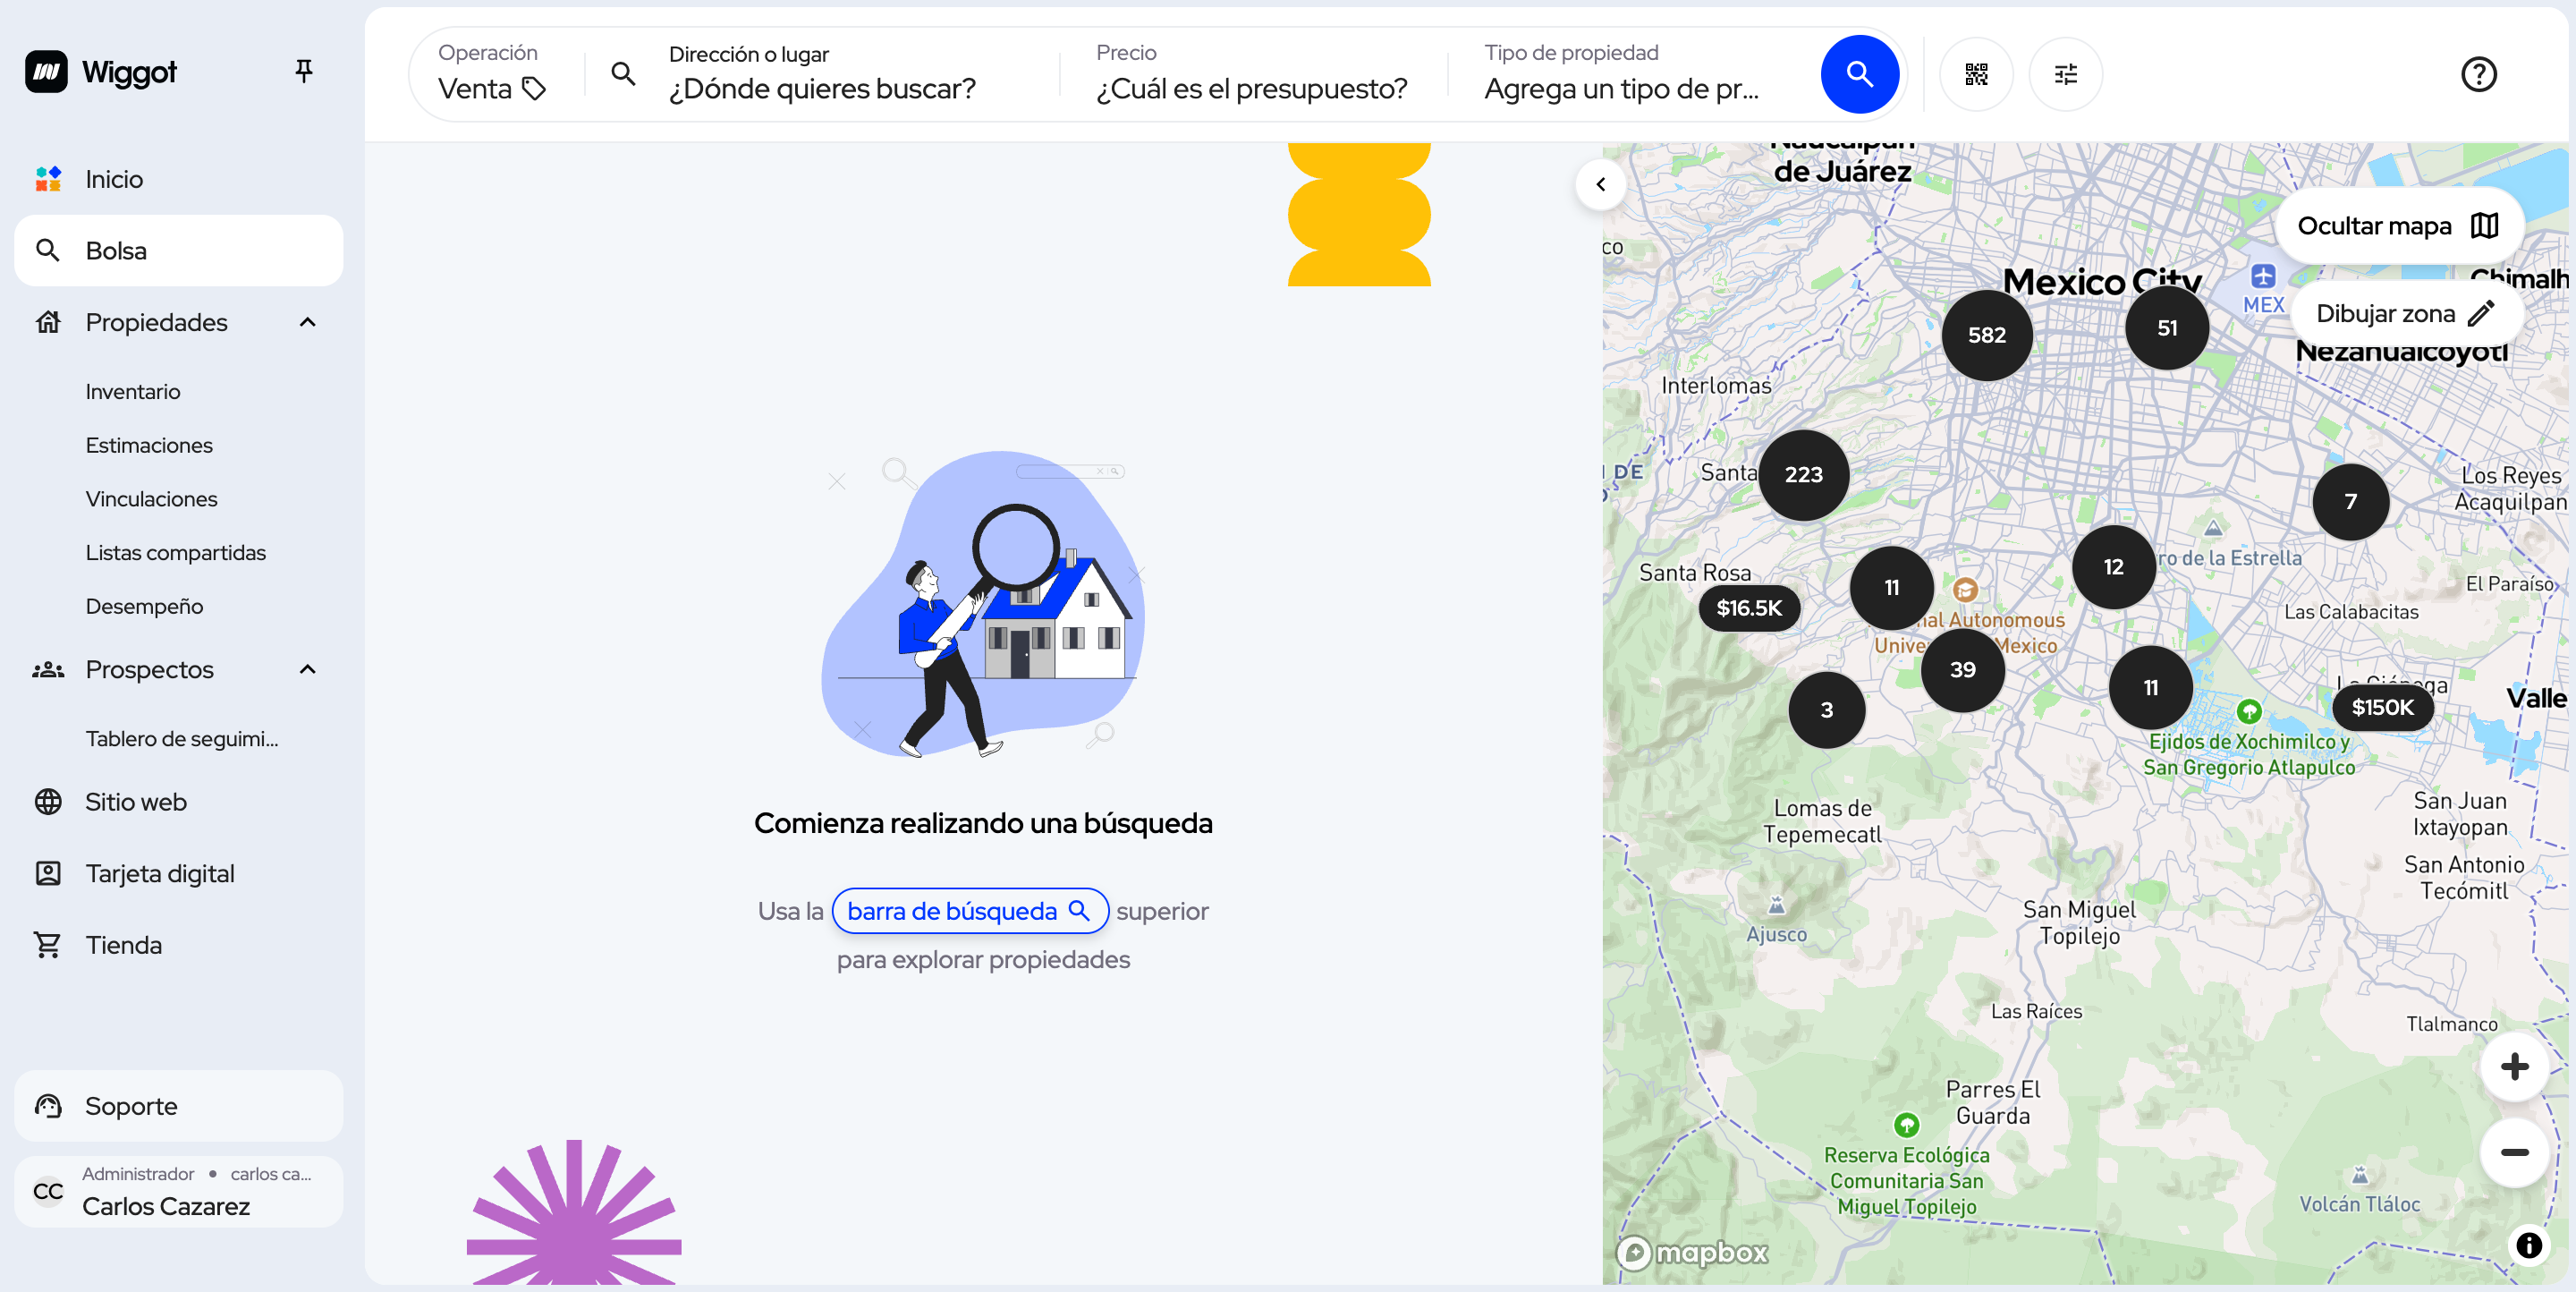 Wiggot
Inicio
Bolsa
Propiedades
Inventario
Estimaciones
Vinculaciones
Listas compartidas
Desempeño
Prospectos
Tablero de seguimi...
Sitio web
Tarjeta digital
Tienda
Soporte
Administrador • carlos ca...
CC
Carlos Cazarez
Operación
Venta
Dirección o lugar
¿Dónde quieres buscar?
Precio
¿Cuál es el presupuesto?
Tipo de propiedad
Agrega un tipo de pr...
Comienza realizando una búsqueda
Usa la barra de búsqueda superior
para explorar propiedades
Naucalpan
de Juárez
Ocultar mapa
Dibujar zona
Mexico City
MEX
Chimalh
Nezahualcóyotl
co
582
51
Interlomas
DE
Santa
223
7
Los Reyes
Acaquilpan
12
ro de la Estrella
Santa Rosa
$16.5K
11
nal Autonomous
Unive Mexico
El Paraíso
Las Calabacitas
39
3
11
La Ciénega
$150K
Valle
Ejidos de Xochimilco y
San Gregorio Atlapulco
Lomas de
Tepemecatl
San Juan
Ixtayopan
San Antonio
Tecómitl
Ajusco
San Miguel
Topilejo
Las Raíces
Tlalmanco
Parres El
Guarda
Reserva Ecológica
Comunitaria San
Miguel Topilejo
Volcán Tláloc
mapbox